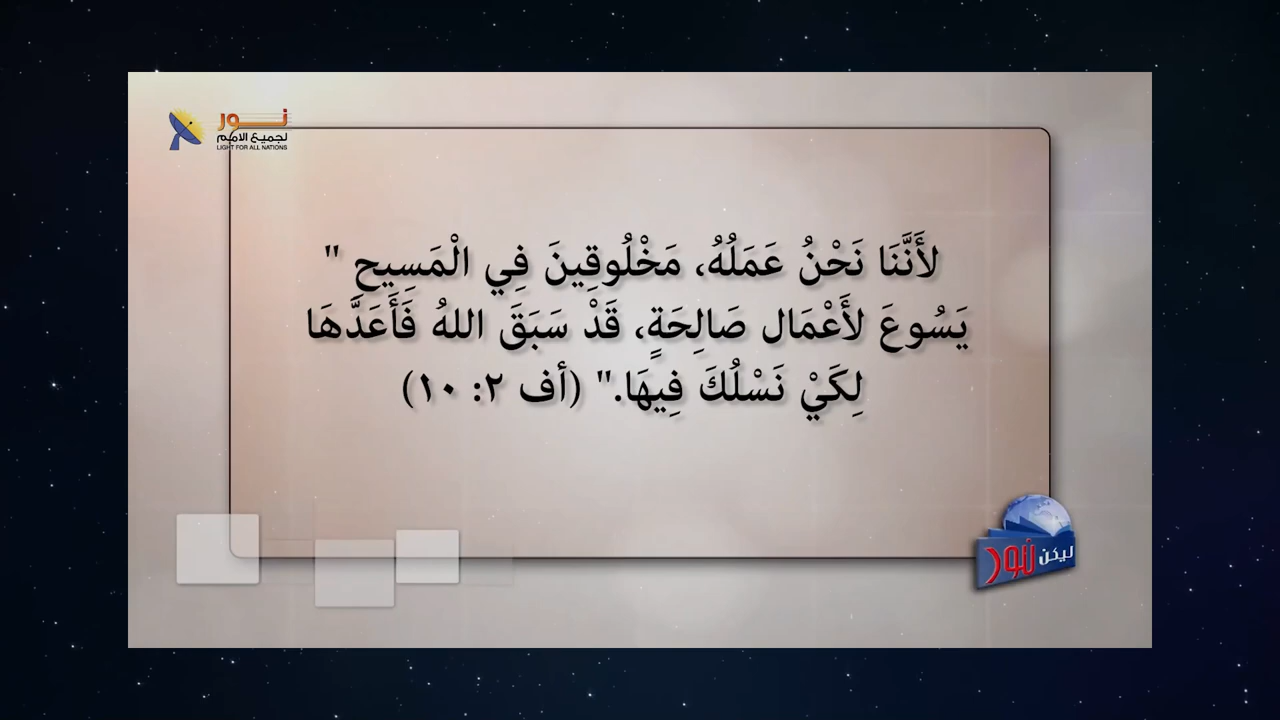 نـور
لجميع الامم
LIGHT FOR ALL NATIONS
لأَنَّنَا نَحْنُ عَمَلُهُ، مَخْلُوقِينَ فِي الْمَسِيحِ "
يَسُوعَ لأَعْمَال صَالِحَةٍ، قَدْ سَبَقَ اللهُ فَأَعَدَّهَا
لِكَيْ نَسْلُكَ فِيهَا." (أف ٢: ١٠)
ليكن نور